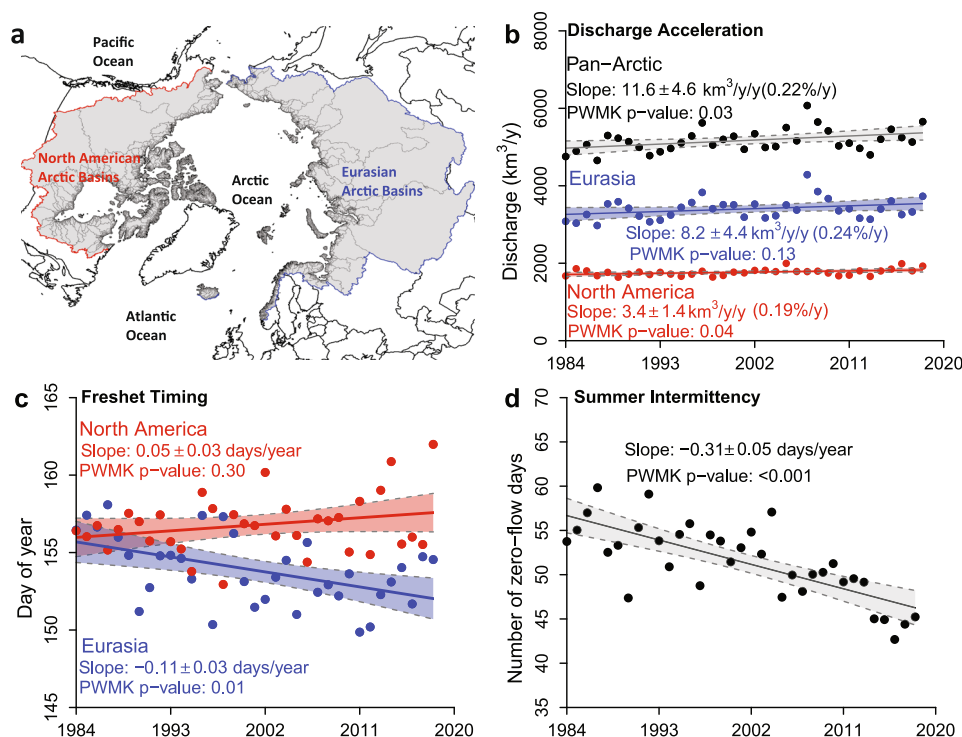 a
Pacific
Ocean
North American
Arctic Basins
Arctic
Ocean
Eurasian
Arctic Basins
Atlantic
Ocean
b
Discharge Acceleration
Pan−Arctic
Slope: 11.6 ± 4.6 km³/y/y(0.22%/y)
PWMK p-value: 0.03
Eurasia
Slope: 8.2 ± 4.4 km³/y/y (0.24%/y)
PWMK p-value: 0.13
North America
Slope: 3.4 ± 1.4 km³/y/y (0.19%/y)
PWMK p-value: 0.04
Discharge (km³/y)
8000
6000
4000
2000
0
1984 1993 2002 2011 2020
c
Freshet Timing
North America
Slope: 0.05 ± 0.03 days/year
PWMK p-value: 0.30
Eurasia
Slope: −0.11 ± 0.03 days/year
PWMK p-value: 0.01
Day of year
165
160
155
150
145
1984 1993 2002 2011 2020
d
Summer Intermittency
Slope: −0.31 ± 0.05 days/year
PWMK p-value: <0.001
Number of zero−flow days
70
65
60
55
50
45
40
35
1984 1993 2002 2011 2020